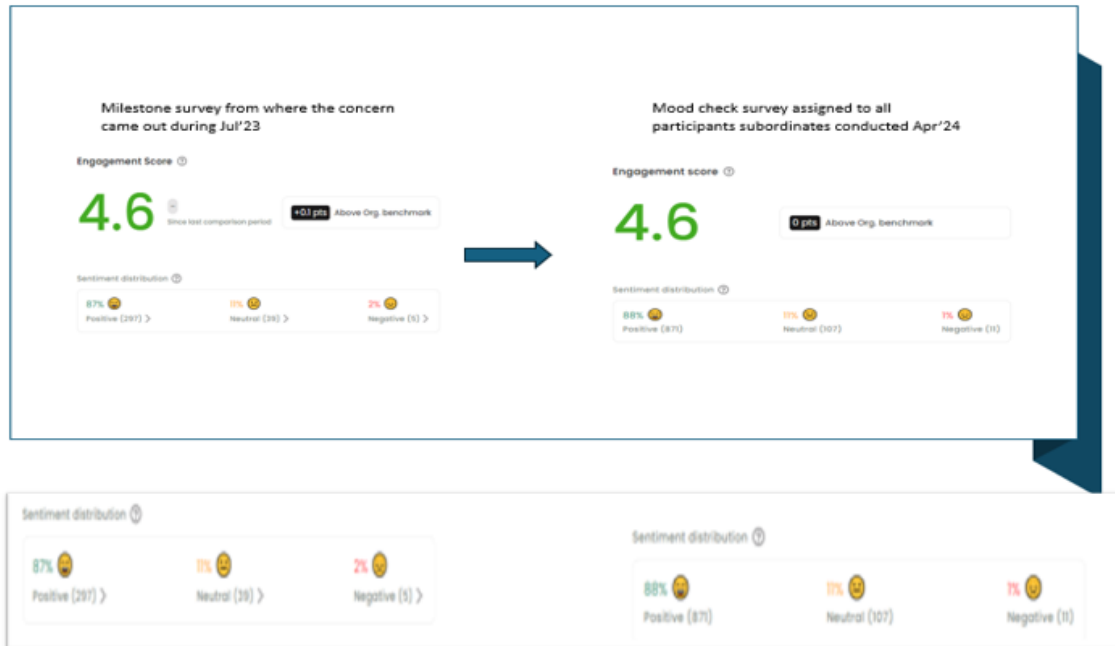 Milestone survey from where the concern
came out during Jul'23
Engagement Score ?
4.6
-
Since last comparison period
+0.1 pts Above Org. benchmark
Sentiment distribution ?
87%
Positive (297) >
11%
Neutral (39) >
2%
Negative (5) >
Mood check survey assigned to all
participants subordinates conducted Apr'24
Engagement score ?
4.6
0 pts Above Org. benchmark
Sentiment distribution ?
88%
Positive (871)
11%
Neutral (107)
1%
Negative (11)
Sentiment distribution ?
87%
Positive (297) >
11%
Neutral (39) >
2%
Negative (5) >
Sentiment distribution ?
88%
Positive (871)
11%
Neutral (107)
1%
Negative (11)